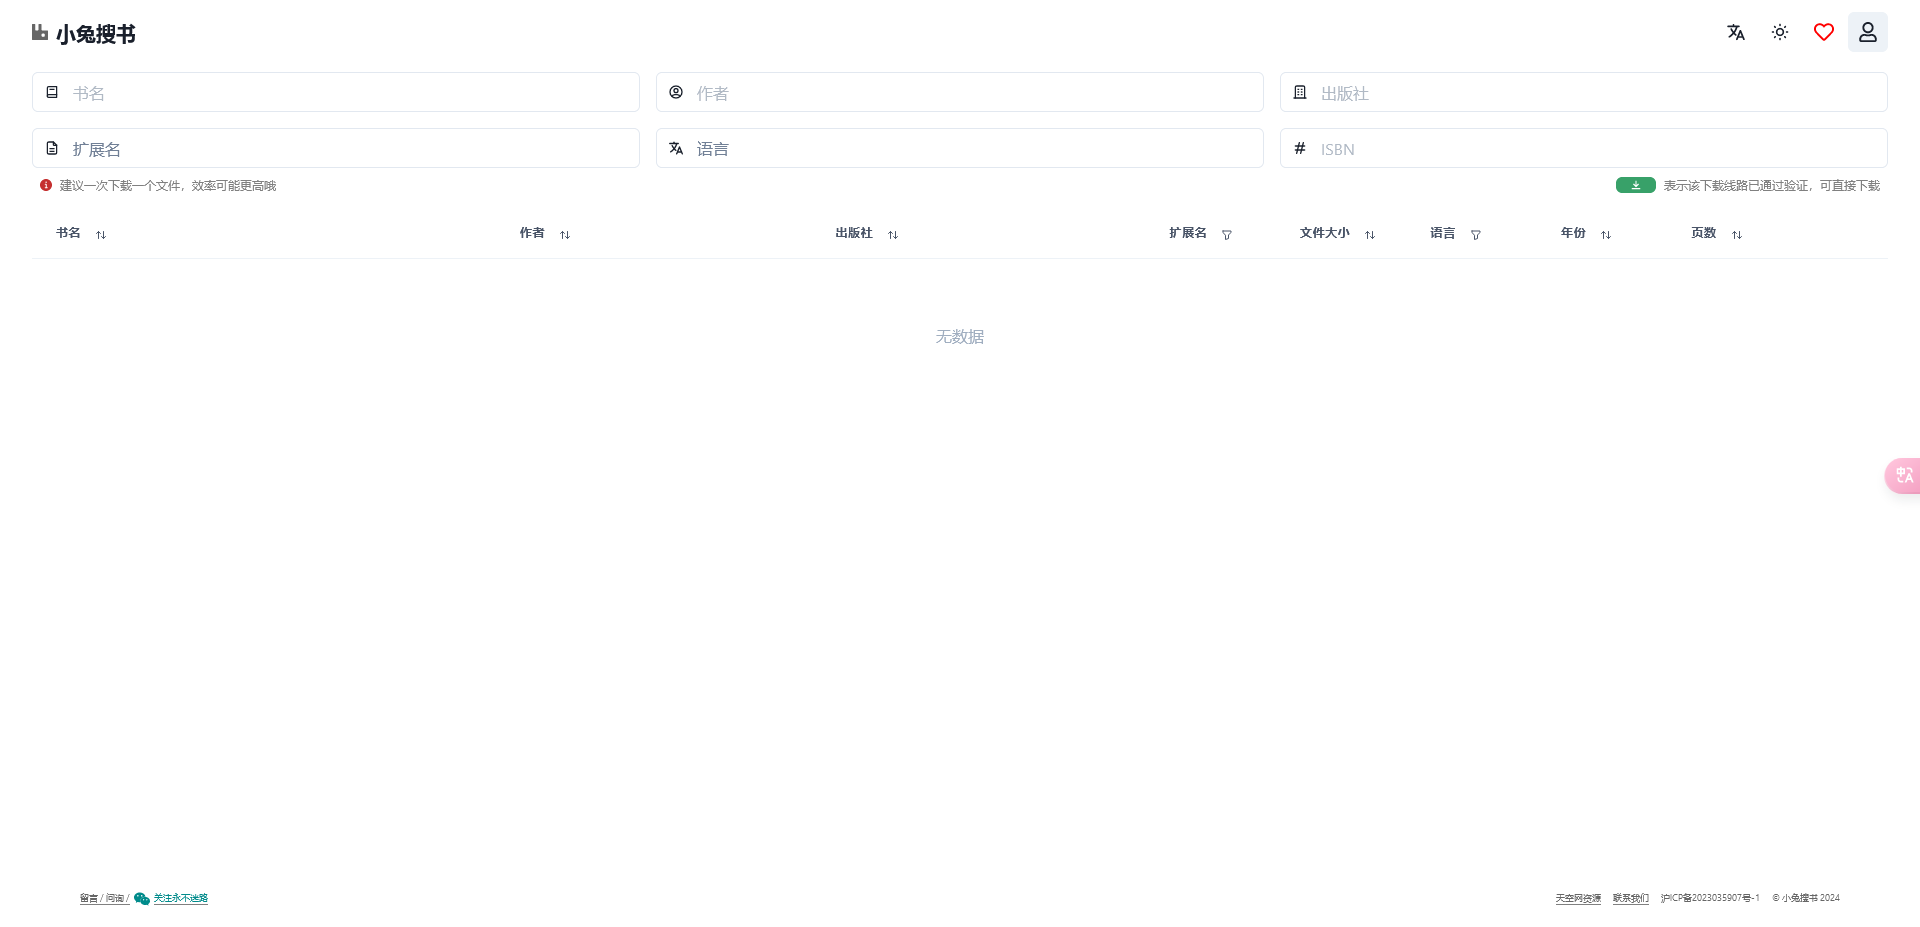 小兔搜书
书名
作者
出版社
扩展名
语言
ISBN
建议一次下载一个文件，效率可能更高哦
表示该下载线路已通过验证，可直接下载
书名 作者 出版社 扩展名 文件大小 语言 年份 页数
无数据
留言 / 问询 / 关注永不迷路
天空网资源 联系我们 沪ICP备2023035907号-1 © 小兔搜书 2024